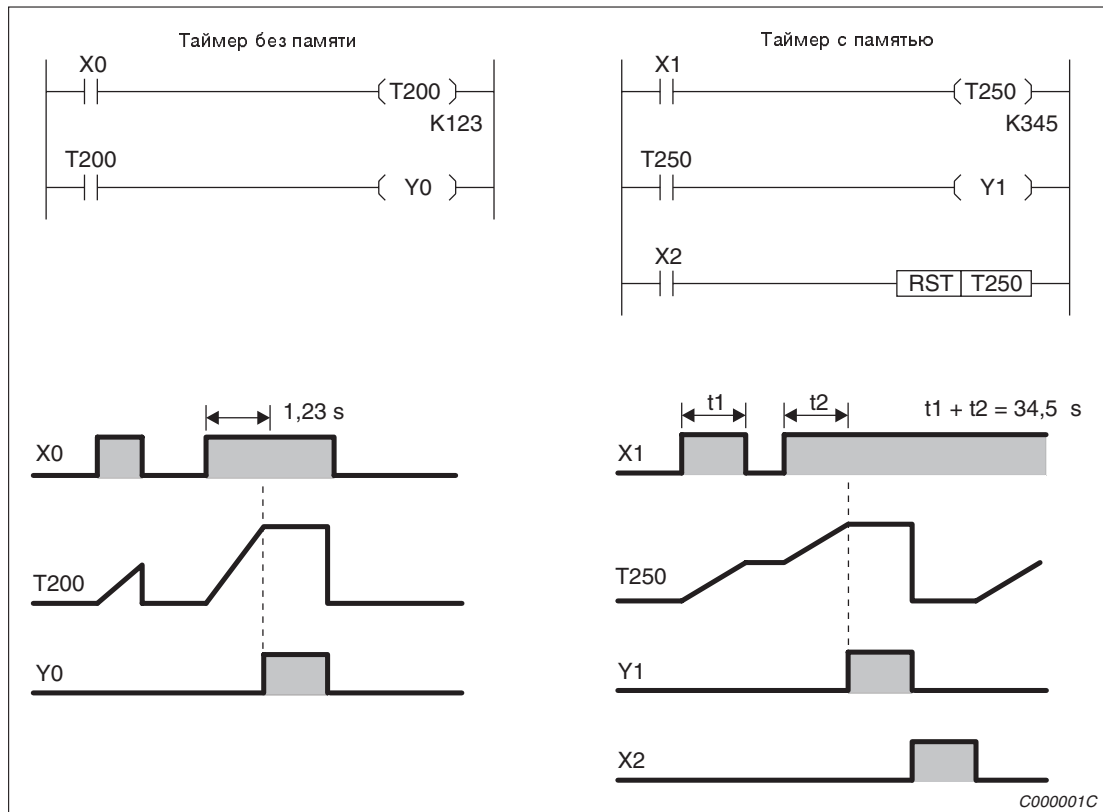 Таймер без памяти
X0
T200
K123
T200
Y0
Таймер с памятью
X1
T250
K345
T250
Y1
X2
RST T250
1,23 s
X0
T200
Y0
t1
t2
t1 + t2 = 34,5 s
X1
T250
Y1
X2
C000001C